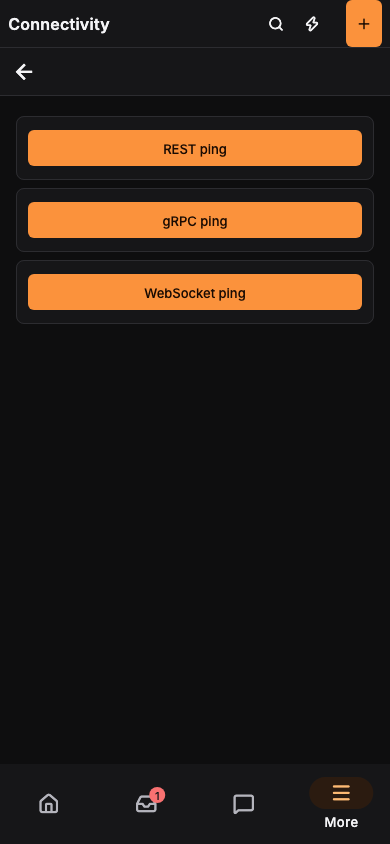 Connectivity
REST ping
gRPC ping
WebSocket ping
1
More